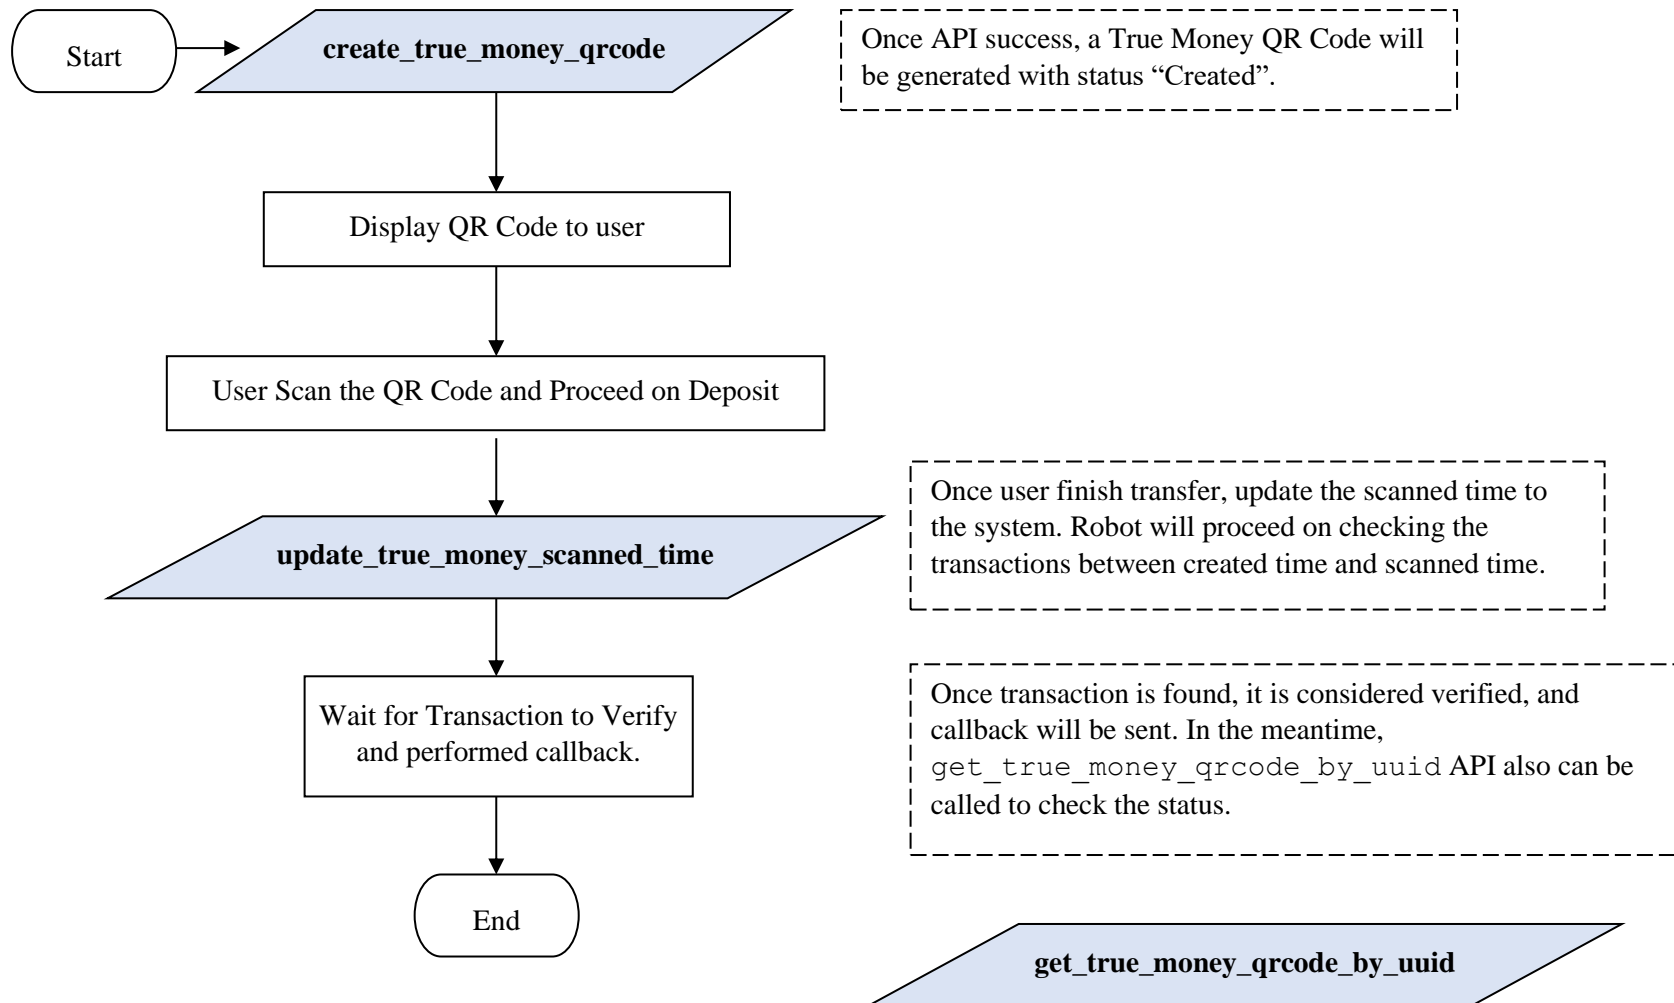 Start
create_true_money_qrcode
Once API success, a True Money QR Code will
be generated with status “Created”.
Display QR Code to user
User Scan the QR Code and Proceed on Deposit
update_true_money_scanned_time
Once user finish transfer, update the scanned time to
the system. Robot will proceed on checking the
transactions between created time and scanned time.
Wait for Transaction to Verify
and performed callback.
Once transaction is found, it is considered verified, and
callback will be sent. In the meantime,
get_true_money_qrcode_by_uuid API also can be
called to check the status.
End
get_true_money_qrcode_by_uuid